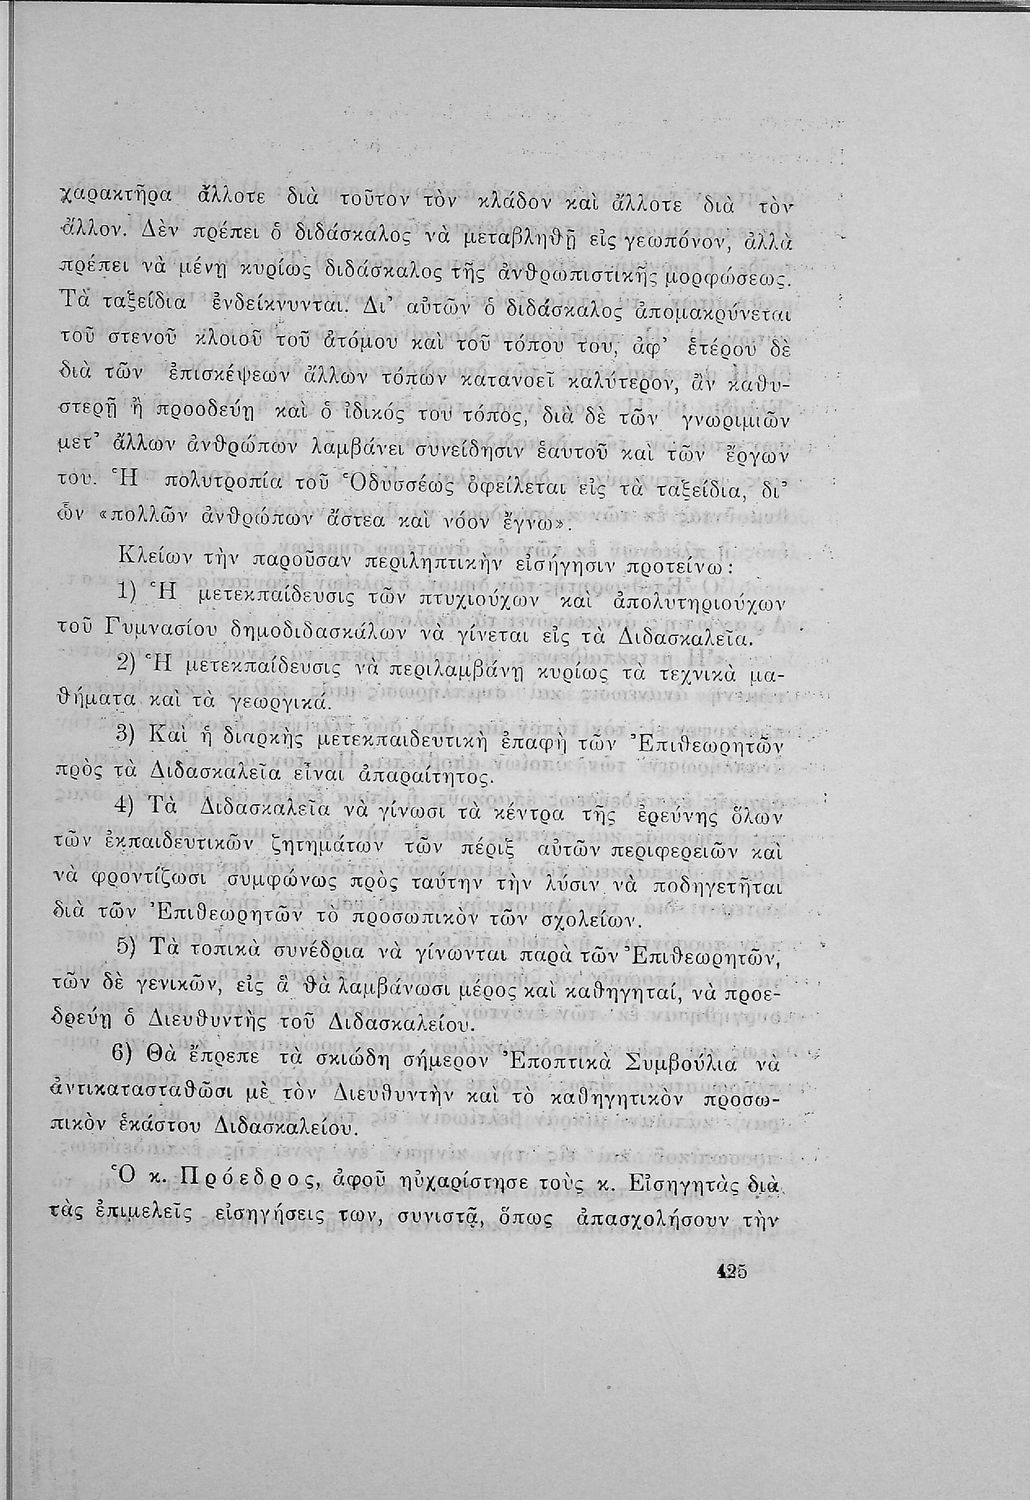 χαρακτῆρα ἄλλοτε διὰ τοῦτον τὸν κλάδον καὶ ἄλλοτε διὰ τὸν
ἄλλον. Δὲν πρέπει ὁ διδάσκαλος νὰ μεταβληθῇ εἰς γεωπόνον, ἀλλὰ
πρέπει νὰ μένῃ κυρίως διδάσκαλος τῆς ἀνθρωπιστικῆς μορφώσεως.
Τὰ ταξείδια ἐνδείκνυνται. Δι’ αὐτῶν ὁ διδάσκαλος ἀπομακρύνεται
τοῦ στενοῦ κλοιοῦ τοῦ ἀτόμου καὶ τοῦ τόπου του, ἀφ’ ἑτέρου δὲ
διὰ τῶν ἐπισκέψεων ἄλλων τόπων κατανοεῖ καλύτερον, ἂν καθυ-
στερῇ ἢ προοδεύῃ καὶ ὁ ἰδικός του τόπος, διὰ δὲ τῶν γνωριμιῶν
μετ’ ἄλλων ἀνθρώπων λαμβάνει συνείδησιν ἑαυτοῦ καὶ τῶν ἔργων
του. Ἡ πολυτροπία τοῦ Ὀδυσσέως ὀφείλεται εἰς τὰ ταξείδια, δι’
ὧν «πολλῶν ἀνθρώπων ἄστεα καὶ νόον ἔγνω».
Κλείων τὴν παροῦσαν περιληπτικὴν εἰσήγησιν προτείνω:
1) Ἡ μετεκπαίδευσις τῶν πτυχιούχων καὶ ἀπολυτηριούχων
τοῦ Γυμνασίου δημοδιδασκάλων νὰ γίνεται εἰς τὰ Διδασκαλεῖα.
2) Ἡ μετεκπαίδευσις νὰ περιλαμβάνῃ κυρίως τὰ τεχνικὰ μα-
θήματα καὶ τὰ γεωργικά.
3) Καὶ ἡ διαρκὴς μετεκπαιδευτικὴ ἐπαφὴ τῶν Ἐπιθεωρητῶν
πρὸς τὰ Διδασκαλεῖα εἶναι ἀπαραίτητος.
4) Τὰ Διδασκαλεῖα νὰ γίνωσι τὰ κέντρα τῆς ἐρεύνης ὅλων
τῶν ἐκπαιδευτικῶν ζητημάτων τῶν πέριξ αὐτῶν περιφερειῶν καὶ
νὰ φροντίζωσι συμφώνως πρὸς ταύτην τὴν λύσιν νὰ ποδηγετῆται
διὰ τῶν Ἐπιθεωρητῶν τὸ προσωπικὸν τῶν σχολείων.
5) Τὰ τοπικὰ συνέδρια νὰ γίνωνται παρὰ τῶν Ἐπιθεωρητῶν,
τῶν δὲ γενικῶν, εἰς ἃ θὰ λαμβάνωσι μέρος καὶ καθηγηταί, νὰ προε-
δρεύῃ ὁ Διευθυντὴς τοῦ Διδασκαλείου.
6) Θὰ ἔπρεπε τὰ σκιώδη σήμερον Ἐποπτικὰ Συμβούλια νὰ
ἀντικατασταθῶσι μὲ τὸν Διευθυντὴν καὶ τὸ καθηγητικὸν προσω-
πικὸν ἑκάστου Διδασκαλείου.
Ὁ κ. Πρόεδρος, ἀφοῦ ηὐχαρίστησε τοὺς κ. Εἰσηγητὰς διὰ
τὰς ἐπιμελεῖς εἰσηγήσεις των, συνιστᾷ, ὅπως ἀπασχολήσουν τὴν
425